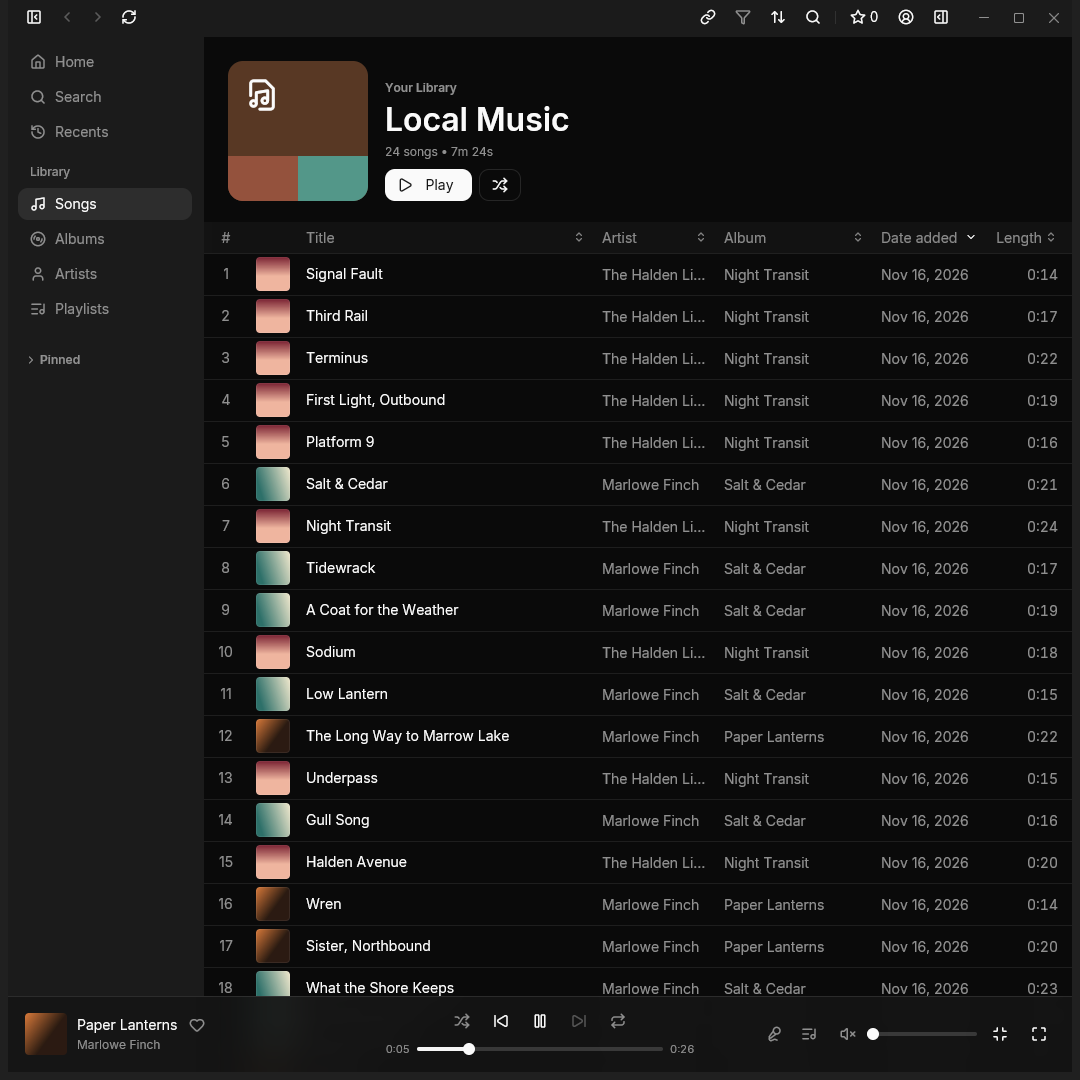 0
Home
Search
Recents
Library
Songs
Albums
Artists
Playlists
Pinned
Your Library
Local Music
24 songs • 7m 24s
Play
# Title Artist Album Date added Length
1 Signal Fault The Halden Li... Night Transit Nov 16, 2026 0:14
2 Third Rail The Halden Li... Night Transit Nov 16, 2026 0:17
3 Terminus The Halden Li... Night Transit Nov 16, 2026 0:22
4 First Light, Outbound The Halden Li... Night Transit Nov 16, 2026 0:19
5 Platform 9 The Halden Li... Night Transit Nov 16, 2026 0:16
6 Salt & Cedar Marlowe Finch Salt & Cedar Nov 16, 2026 0:21
7 Night Transit The Halden Li... Night Transit Nov 16, 2026 0:24
8 Tidewrack Marlowe Finch Salt & Cedar Nov 16, 2026 0:17
9 A Coat for the Weather Marlowe Finch Salt & Cedar Nov 16, 2026 0:19
10 Sodium The Halden Li... Night Transit Nov 16, 2026 0:18
11 Low Lantern Marlowe Finch Salt & Cedar Nov 16, 2026 0:15
12 The Long Way to Marrow Lake Marlowe Finch Paper Lanterns Nov 16, 2026 0:22
13 Underpass The Halden Li... Night Transit Nov 16, 2026 0:15
14 Gull Song Marlowe Finch Salt & Cedar Nov 16, 2026 0:16
15 Halden Avenue The Halden Li... Night Transit Nov 16, 2026 0:20
16 Wren Marlowe Finch Paper Lanterns Nov 16, 2026 0:14
17 Sister, Northbound Marlowe Finch Paper Lanterns Nov 16, 2026 0:20
18 What the Shore Keeps Marlowe Finch Salt & Cedar Nov 16, 2026 0:23
Paper Lanterns
Marlowe Finch
0:05 0:26